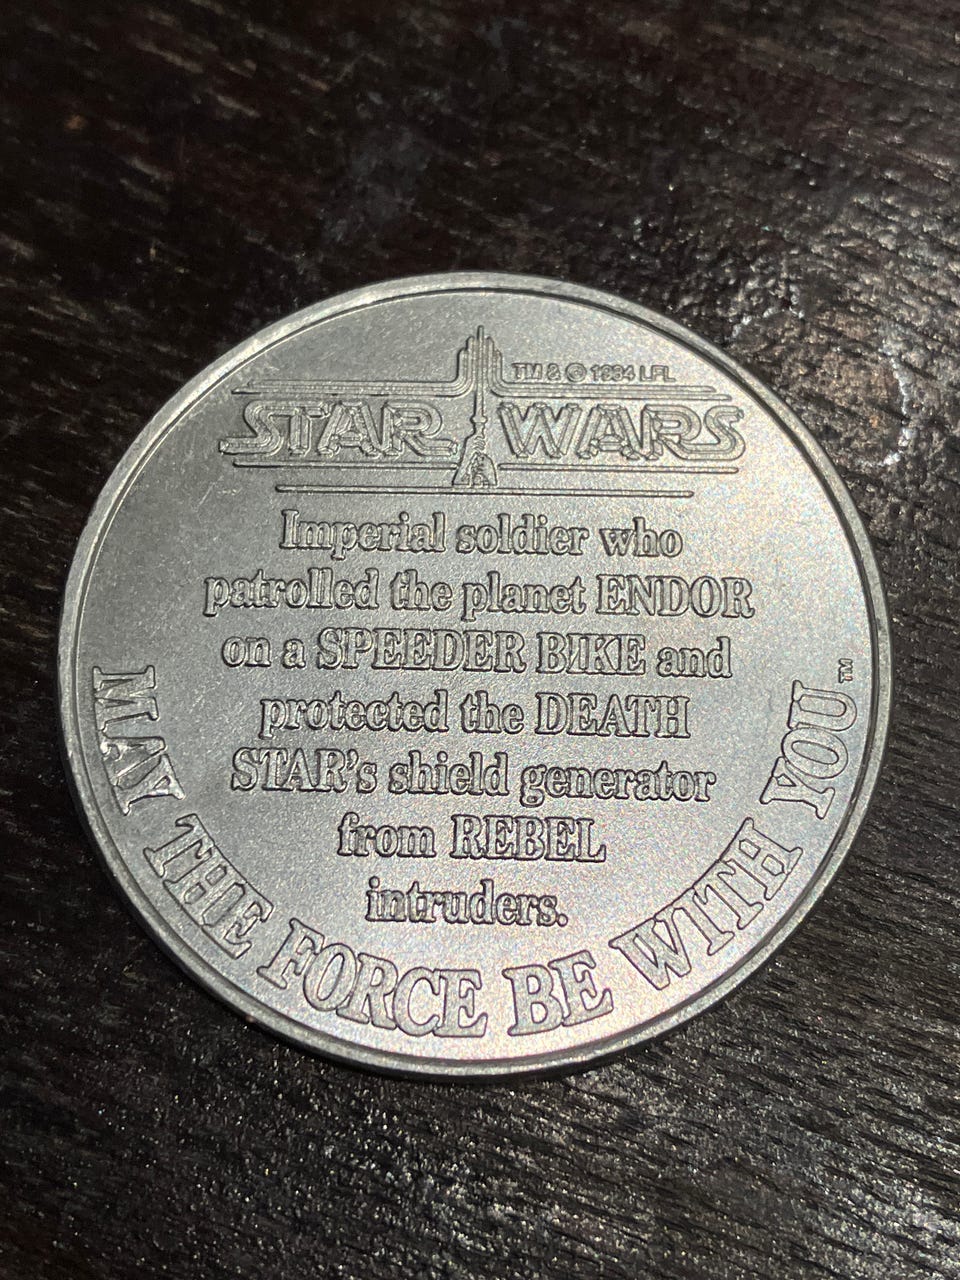 TM & © 1984 LFL
STAR WARS
Imperial soldier who
patrolled the planet ENDOR
on a SPEEDER BIKE and
protected the DEATH
STAR's shield generator
from REBEL
intruders.
MAY THE FORCE BE WITH YOU™